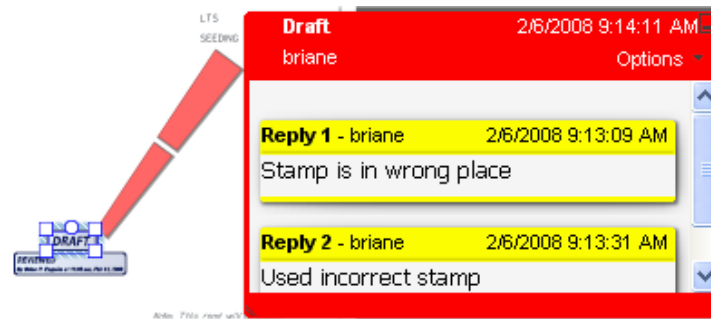 LTS
SEEDING
Draft 2/6/2008 9:14:11 AM
briane Options
Reply 1 - briane 2/6/2008 9:13:09 AM
Stamp is in wrong place
DRAFT
Reply 2 - briane 2/6/2008 9:13:31 AM
REVIEWED
Used incorrect stamp